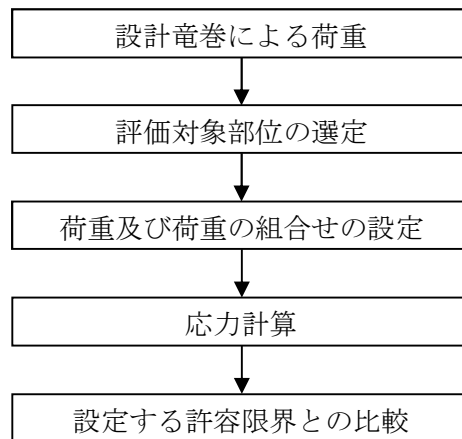 設計竜巻による荷重
評価対象部位の選定
荷重及び荷重の組合せの設定
応力計算
設定する許容限界との比較